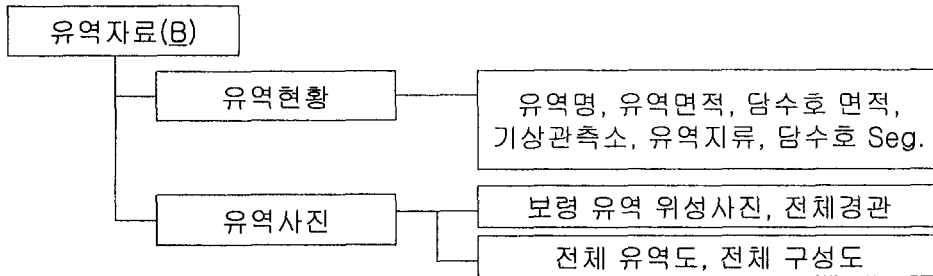 유역자료(B)
유역현황
유역명, 유역면적, 담수호 면적,
기상관측소, 유역지류, 담수호 Seg.
유역사진
보령 유역 위성사진, 전체경관
전체 유역도, 전체 구성도